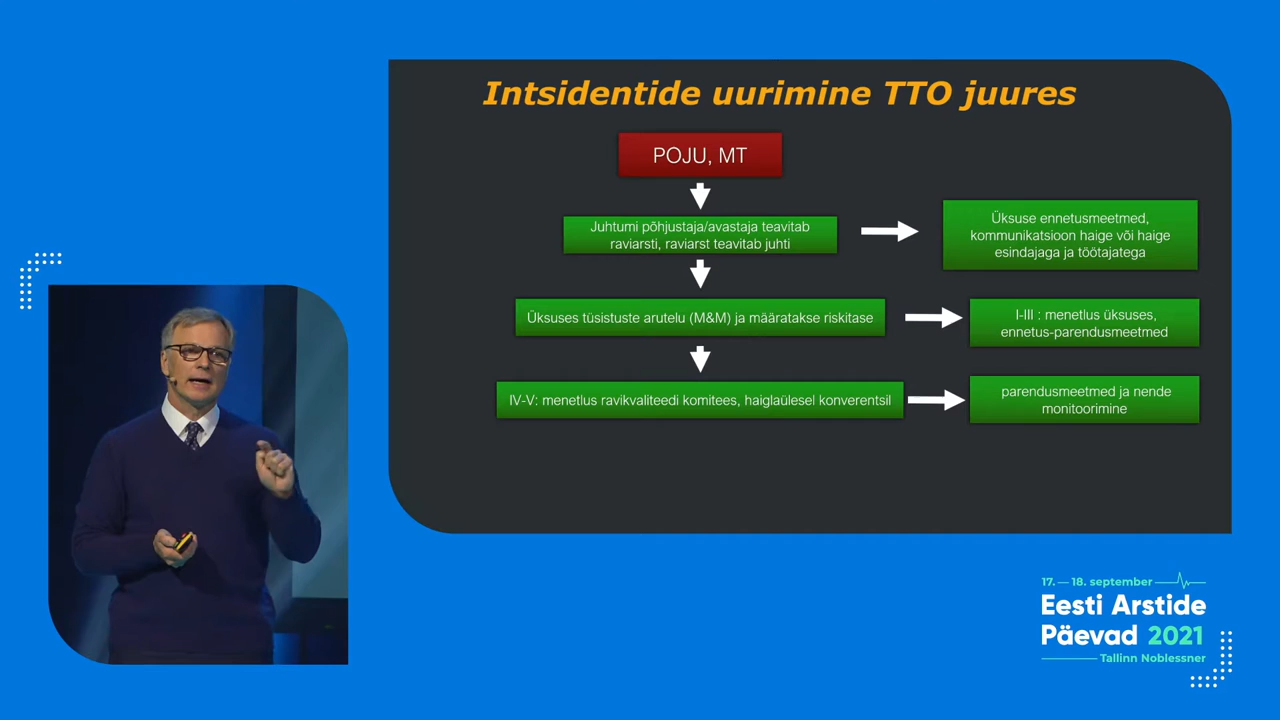 Intsidentide uurimine TTO juures
POJU, MT
Juhtumi põhjustaja/avastaja teavitab
raviarsti, raviarst teavitab juhti
Üksuse ennetusmeetmed,
kommunikatsioon haige või haige
esindajaga ja töötajatega
Üksuses tüsistuste arutelu (M&M) ja määratakse riskitase
I-III : menetlus üksuses,
ennetus-parendusmeetmed
IV-V: menetlus ravikvaliteedi komitees, haiglaülesel konverentsil
parendusmeetmed ja nende
monitoorimine
17. — 18. september
Eesti Arstide
Päevad 2021
Tallinn Noblessner